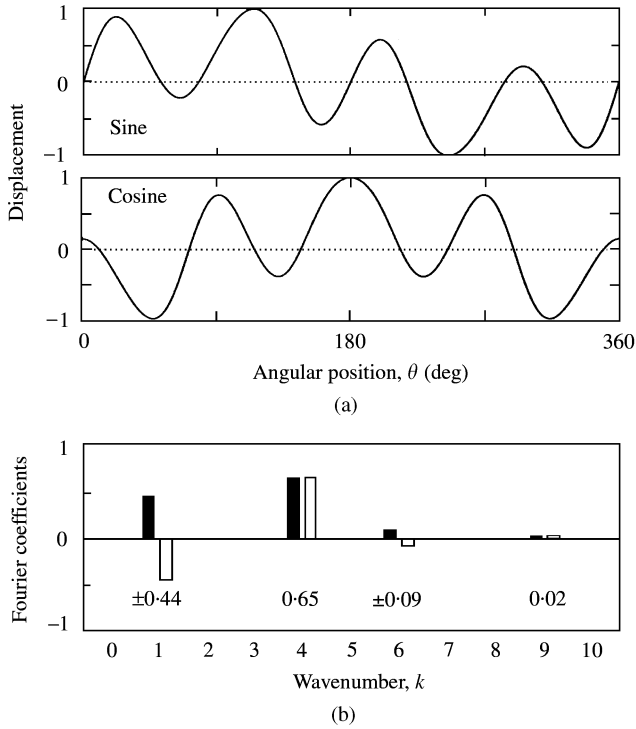 1
0
−1
Sine
Displacement
1
0
−1
Cosine
0 180 360
Angular position, θ (deg)
(a)
1
0
−1
Fourier coefficients
±0·44 0·65 ±0·09 0·02
0 1 2 3 4 5 6 7 8 9 10
Wavenumber, k
(b)